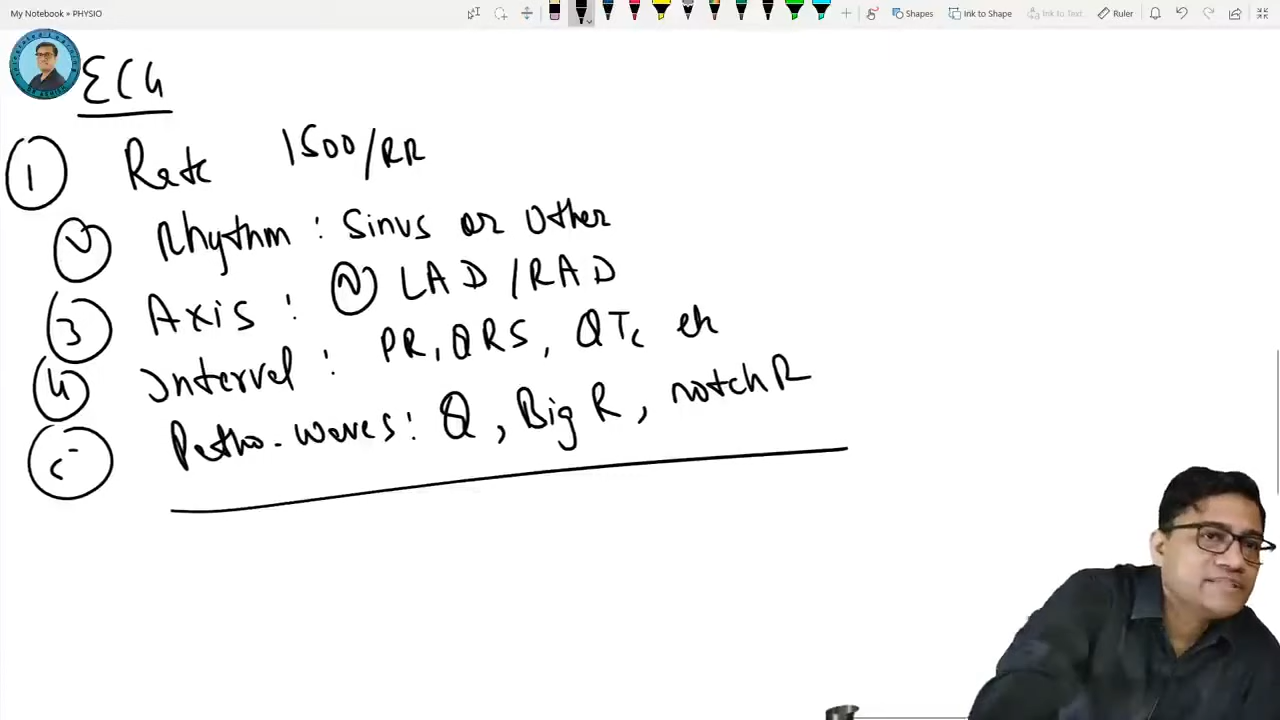 My Notebook » PHYSIO
Shapes
Ink to Shape
Ink to Text
Ruler
ECG
1 Rate 1500/RR
2 Rhythm : Sinus or Other
3 Axis : N LAD / RAD
4 Interval : PR, QRS, QTc etc
5 Patho. waves : Q, Big R, notch R